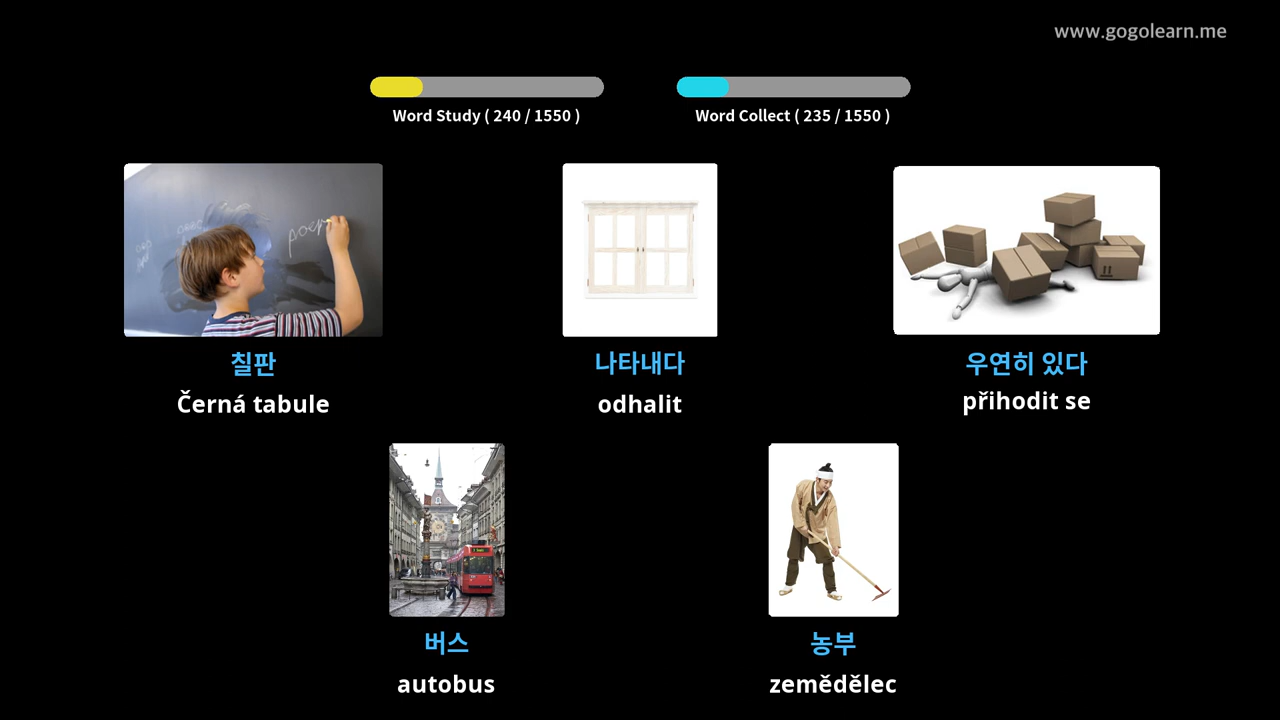 www.gogolearn.me
Word Study ( 240 / 1550 )
Word Collect ( 235 / 1550 )
poer
칠판
나타내다
우연히 있다
Černá tabule
odhalit
přihodit se
버스
농부
autobus
zemědělec